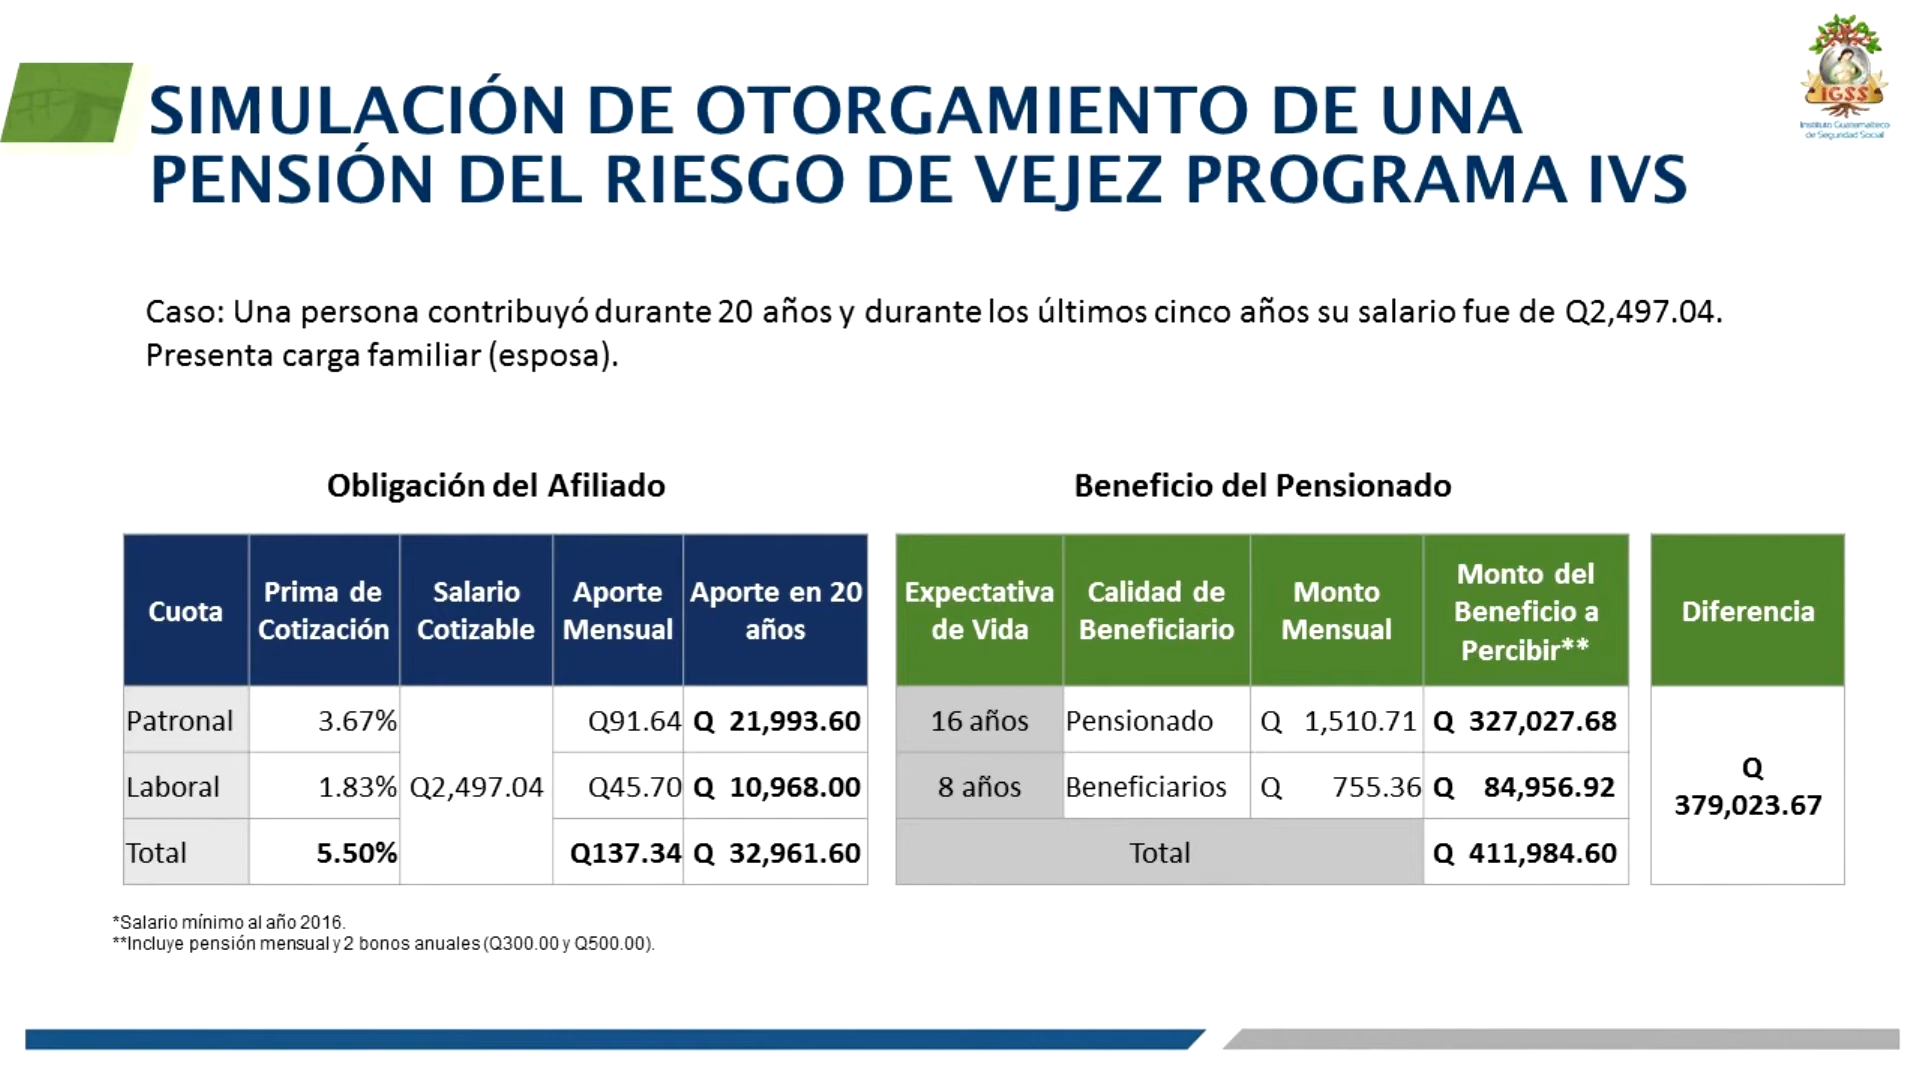 IGSS
Instituto Guatemalteco
de Seguridad Social
SIMULACIÓN DE OTORGAMIENTO DE UNA
PENSIÓN DEL RIESGO DE VEJEZ PROGRAMA IVS
Caso: Una persona contribuyó durante 20 años y durante los últimos cinco años su salario fue de Q2,497.04.
Presenta carga familiar (esposa).
Obligación del Afiliado
Cuota Prima de Cotización Salario Cotizable Aporte Mensual Aporte en 20 años
Patronal 3.67% Q91.64 Q 21,993.60
Laboral 1.83% Q2,497.04 Q45.70 Q 10,968.00
Total 5.50% Q137.34 Q 32,961.60
Beneficio del Pensionado
Expectativa de Vida Calidad de Beneficiario Monto Mensual Monto del Beneficio a Percibir**
16 años Pensionado Q 1,510.71 Q 327,027.68
8 años Beneficiarios Q 755.36 Q 84,956.92
Total Q 411,984.60
Diferencia
Q
379,023.67
*Salario mínimo al año 2016.
**Incluye pensión mensual y 2 bonos anuales (Q300.00 y Q500.00).